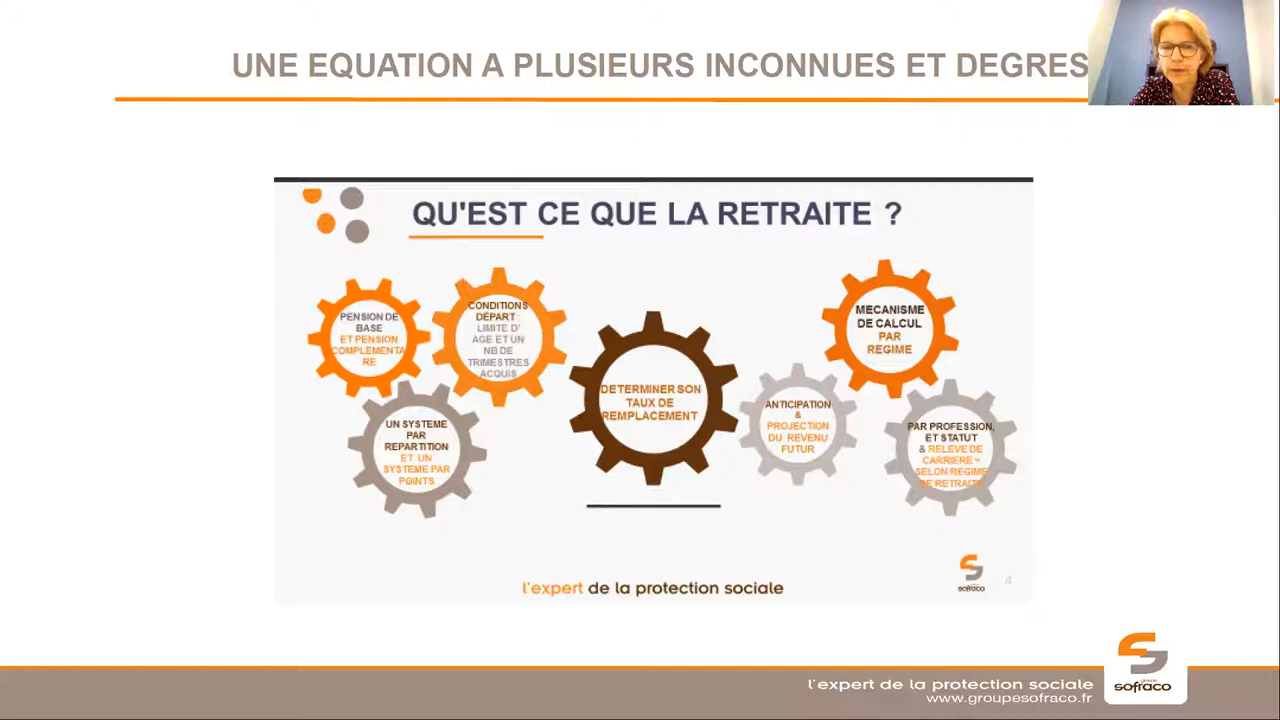 UNE EQUATION A PLUSIEURS INCONNUES ET DEGRES
QU'EST CE QUE LA RETRAITE ?
PENSION DE
BASE
ET PENSION
COMPLEMENTA
RE
CONDITIONS
DÉPART :
LIMITE D'
AGE ET UN
NB DE
TRIMESTRES
ACQUIS
UN SYSTEME
PAR
REPARTITION
ET UN
SYSTEME PAR
POINTS
DETERMINER SON
TAUX DE
REMPLACEMENT
ANTICIPATION
&
PROJECTION
DU REVENU
FUTUR
MECANISME
DE CALCUL
PAR
REGIME
PAR PROFESSION,
ET STATUT
& RELEVE DE
CARRIERE =
SELON REGIME
DE RETRAITE
l'expert de la protection sociale
sofraco
4
l'expert de la protection sociale
www.groupesofraco.fr
groupe
sofraco